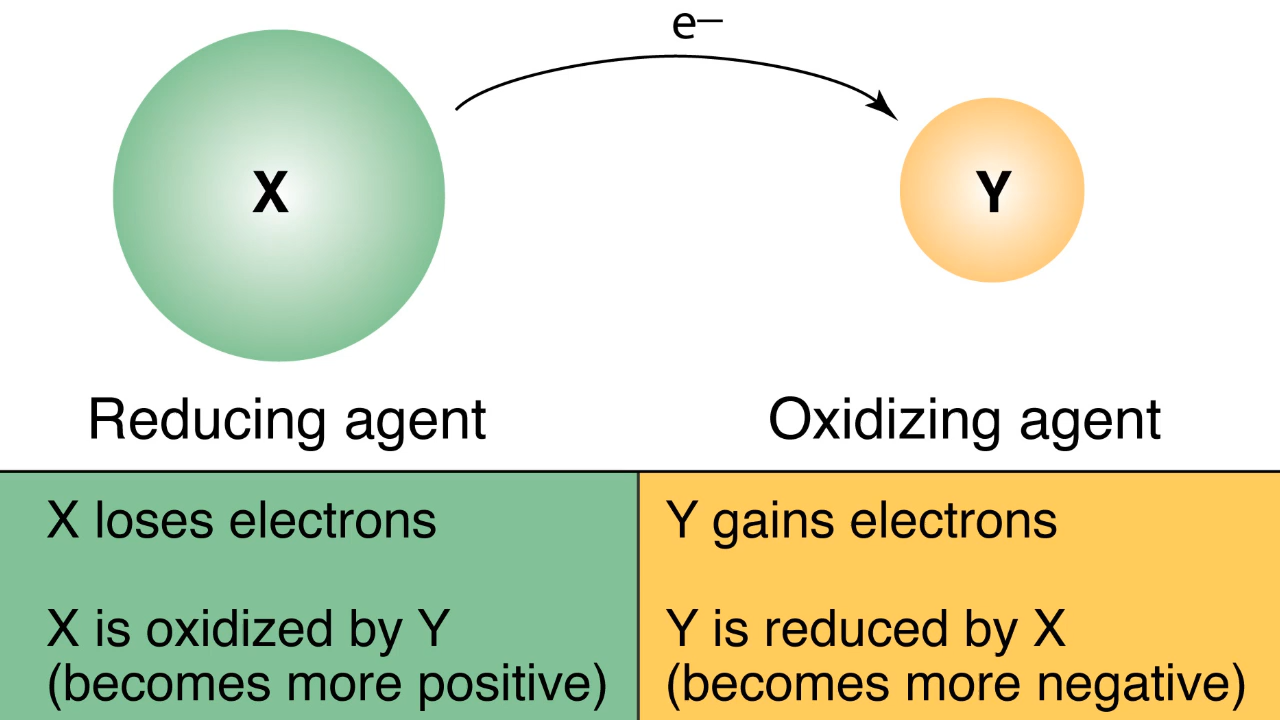 e–
X
Y
Reducing agent
Oxidizing agent
X loses electrons
X is oxidized by Y
(becomes more positive)
Y gains electrons
Y is reduced by X
(becomes more negative)